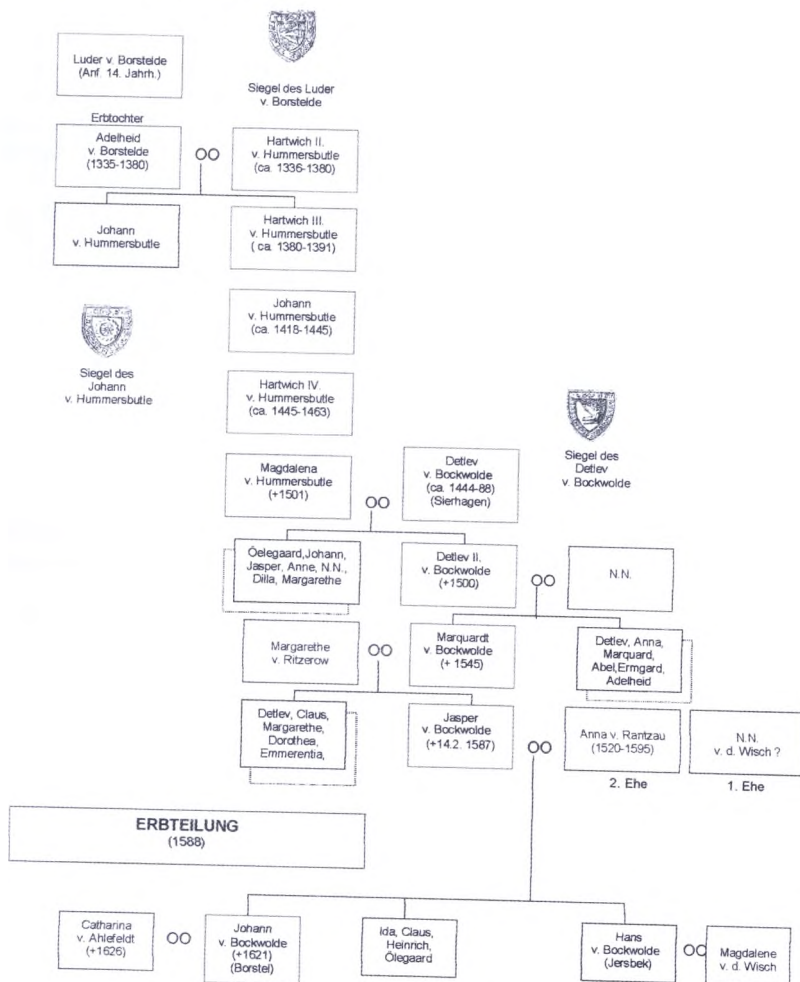 Luder v. Borstelde
(Anf. 14. Jahrh.)
Siegel des Luder
v. Borstelde
Erbtochter
Adelheid
v. Borstelde
(1335-1380)
OO
Hartwich II.
v. Hummersbutle
(ca. 1336-1380)
Johann
v. Hummersbutle
Hartwich III.
v. Hummersbutle
( ca. 1380-1391)
Johann
v. Hummersbutle
(ca. 1418-1445)
Siegel des
Johann
v. Hummersbutle
Hartwich IV.
v. Hummersbutle
(ca. 1445-1463)
Siegel des
Detlev
v. Bockwolde
Magdalena
v. Hummersbutle
(+1501)
OO
Detlev
v. Bockwolde
(ca. 1444-88)
(Sierhagen)
Öelegaard,Johann,
Jasper, Anne, N.N.,
Dilla, Margarethe
Detlev II.
v. Bockwolde
(+1500)
OO
N.N.
Margarethe
v. Ritzerow
OO
Marquardt
v. Bockwolde
(+ 1545)
Detlev, Anna,
Marquard,
Abel,Ermgard,
Adelheid
Detlev, Claus,
Margarethe,
Dorothea,
Emmerentia,
Jasper
v. Bockwolde
(+14.2. 1587)
OO
Anna v. Rantzau
(1520-1595)
2. Ehe
N.N.
v. d. Wisch ?
1. Ehe
ERBTEILUNG
(1588)
Catharina
v. Ahlefeldt
(+1626)
OO
Johann
v. Bockwolde
(+1621)
(Borstel)
Ida, Claus,
Heinrich,
Ölegaard
Hans
v. Bockwolde
(Jersbek)
OO
Magdalene
v. d. Wisch